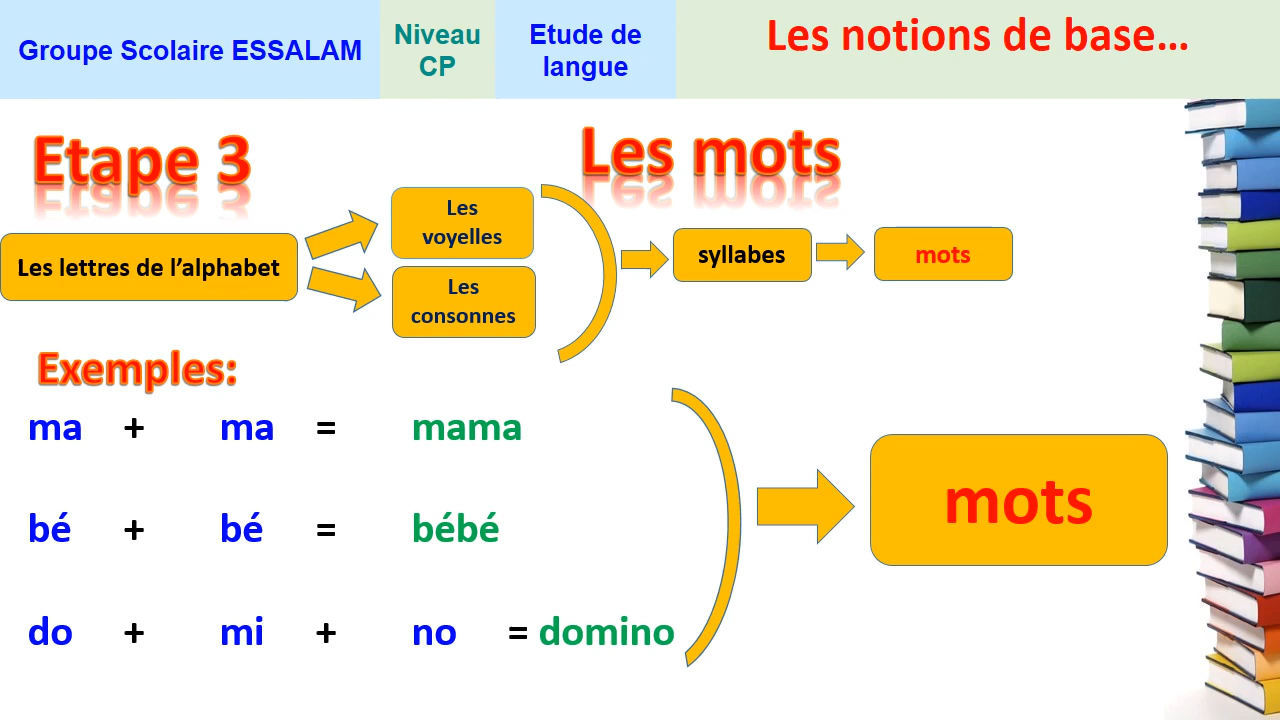 Groupe Scolaire ESSALAM
Niveau
CP
Etude de
langue
Les notions de base...
Etape 3
Les mots
Les lettres de l’alphabet
Les
voyelles
Les
consonnes
syllabes
mots
Exemples:
ma + ma = mama
bé + bé = bébé
do + mi + no = domino
mots